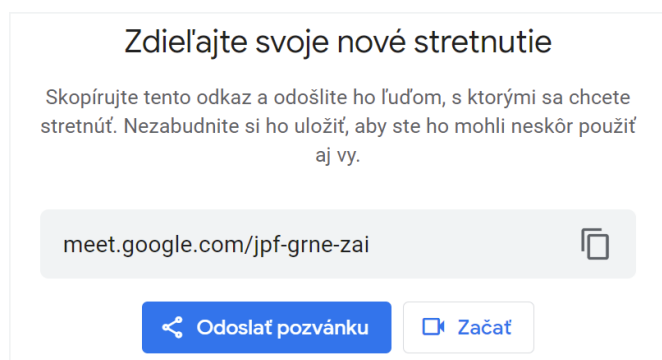 Zdieľajte svoje nové stretnutie
Skopírujte tento odkaz a odošlite ho ľuďom, s ktorými sa chcete
stretnúť. Nezabudnite si ho uložiť, aby ste ho mohli neskôr použiť
aj vy.
meet.google.com/jpf-grne-zai
Odoslať pozvánku Začať